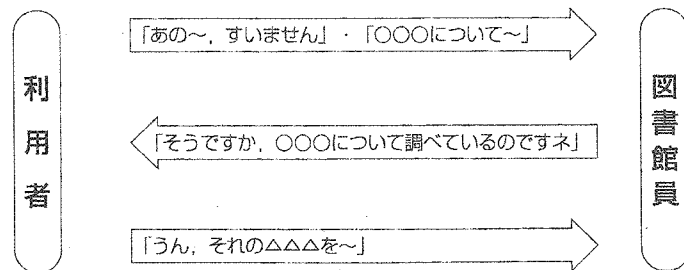 利用者
「あの~,すいません」・「○○○について~」
「そうですか,○○○について調べているのですネ」
「うん,それの△△△を~」
図書館員